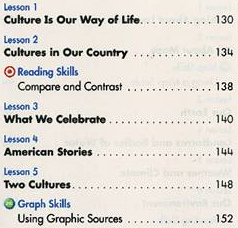 Lesson 1
Culture Is Our Way of Life. . . . . . . . . . . . 130
Lesson 2
Cultures in Our Country . . . . . . . . . . . . . 134
Reading Skills
Compare and Contrast . . . . . . . . . . . . . 138
Lesson 3
What We Celebrate . . . . . . . . . . . . . . . . . 140
Lesson 4
American Stories . . . . . . . . . . . . . . . . . . . 144
Lesson 5
Two Cultures. . . . . . . . . . . . . . . . . . . . . . . 148
Graph Skills
Using Graphic Sources . . . . . . . . . . . . . 152